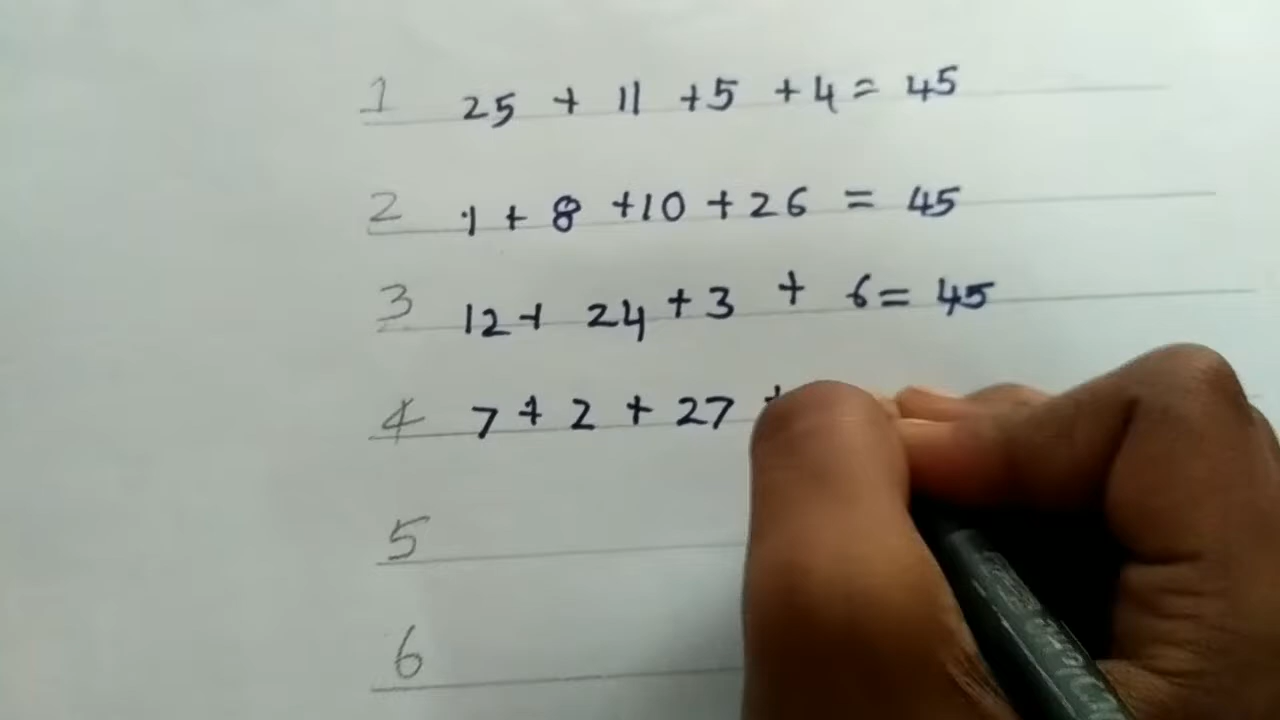 1 25 + 11 +5 +4 = 45
2 1 + 8 +10 +26 = 45
3 12+ 24 +3 + 6= 45
4 7 + 2 + 27 +
5
6